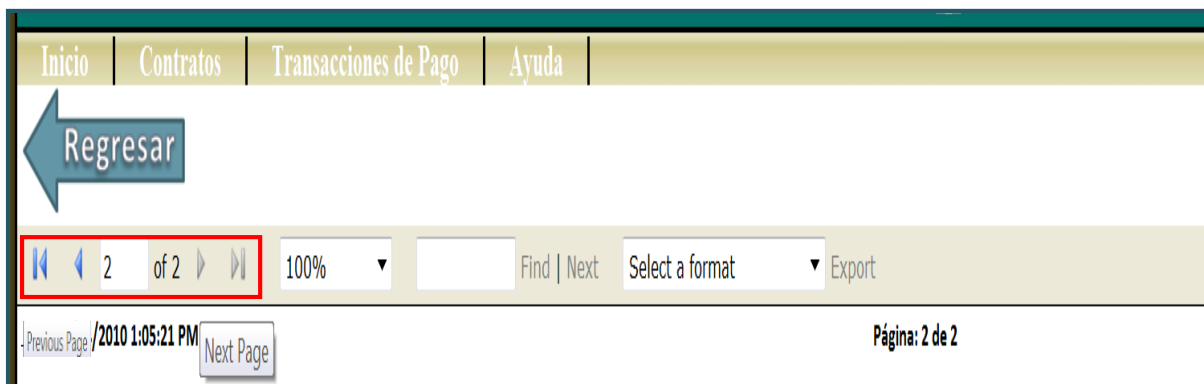 Inicio Contratos Transacciones de Pago Ayuda
Regresar
2 of 2 100% Find | Next Select a format Export
Previous Page /2010 1:05:21 PM Next Page Página: 2 de 2